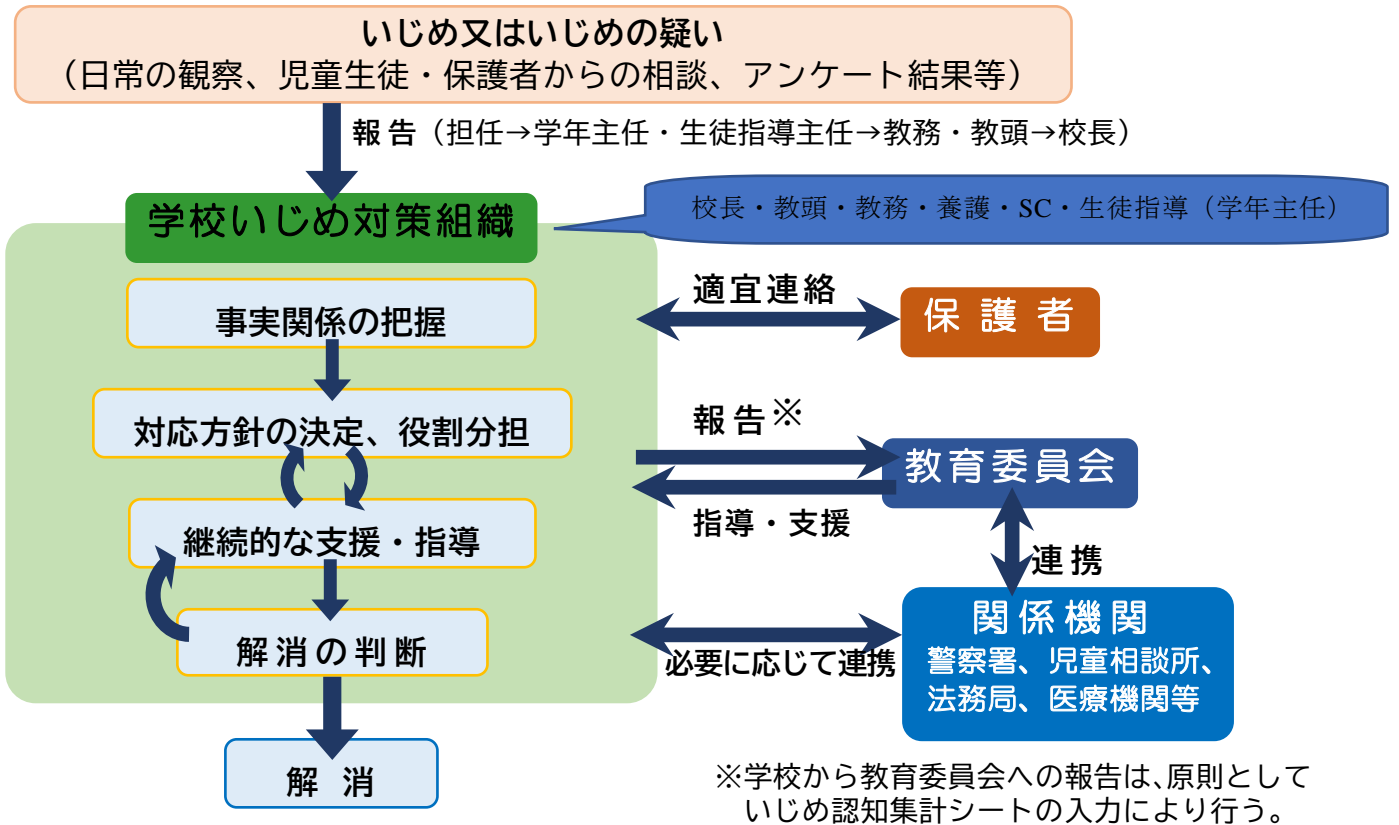 いじめ又はいじめの疑い
（日常の観察、児童生徒・保護者からの相談、アンケート結果等）
報告（担任→学年主任・生徒指導主任→教務・教頭→校長）
学校いじめ対策組織
校長・教頭・教務・養護・SC・生徒指導（学年主任）
事実関係の把握
適宜連絡
保護者
対応方針の決定、役割分担
報告※
教育委員会
指導・支援
継続的な支援・指導
連携
解消の判断
必要に応じて連携
関係機関
警察署、児童相談所、
法務局、医療機関等
解消
※学校から教育委員会への報告は、原則として
いじめ認知集計シートの入力により行う。